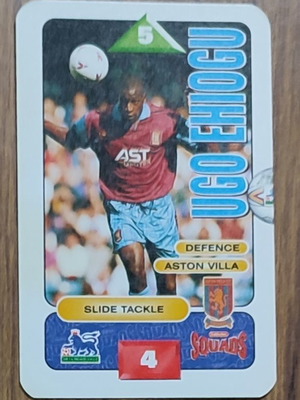 5
UGO EHIOGU
AST
DEFENCE
ASTON VILLA
SLIDE TACKLE
SQUADS
4